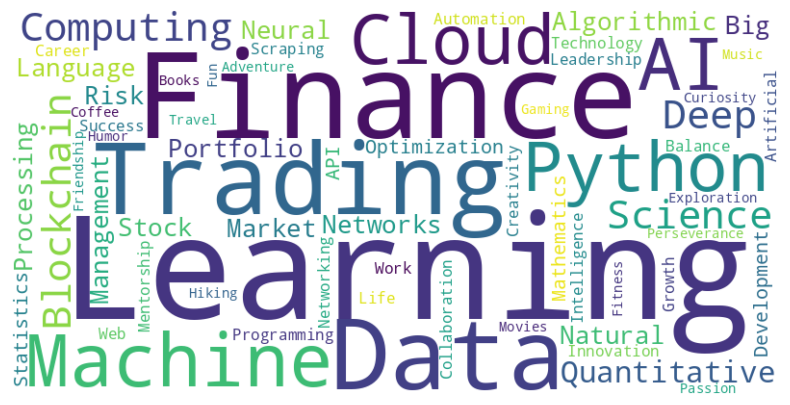 Computing
Neural
Cloud
Automation
Algorithmic
Big
Career
Scraping
Technology
Music
Language
Books
Fun
Adventure
Finance
Leadership
AI
Risk
Coffee
Travel
Gaming
Deep
Curiosity
Artificial
Success
Humor
Friendship
Portfolio
Optimization
API
Trading
Creativity
Python
Balance
Processing
Blockchain
Management
Stock
Market
Networks
Mathematics
Science
Exploration
Perseverance
Learning
Mentorship
Hiking
Networking
Work
Life
Collaboration
Intelligence
Fitness
Growth
Development
Statistics
Web
Programming
Movies
Natural
Innovation
Machine
Data
Quantitative
Passion